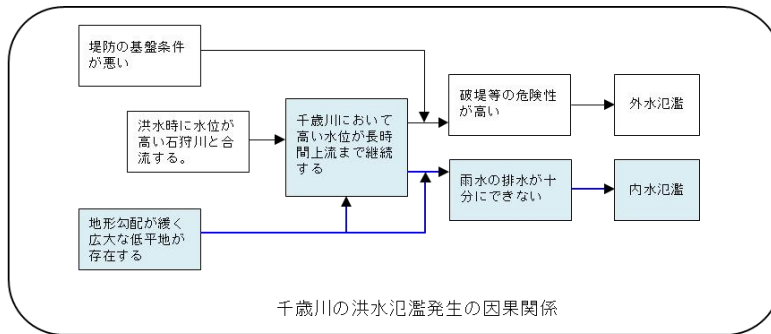 堤防の基盤条件
が悪い
破堤等の危険性
が高い
外水氾濫
洪水時に水位が
高い石狩川と合
流する。
千歳川において
高い水位が長時
間上流まで継続
する
雨水の排水が十
分にできない
内水氾濫
地形勾配が緩く
広大な低平地が
存在する
千歳川の洪水氾濫発生の因果関係